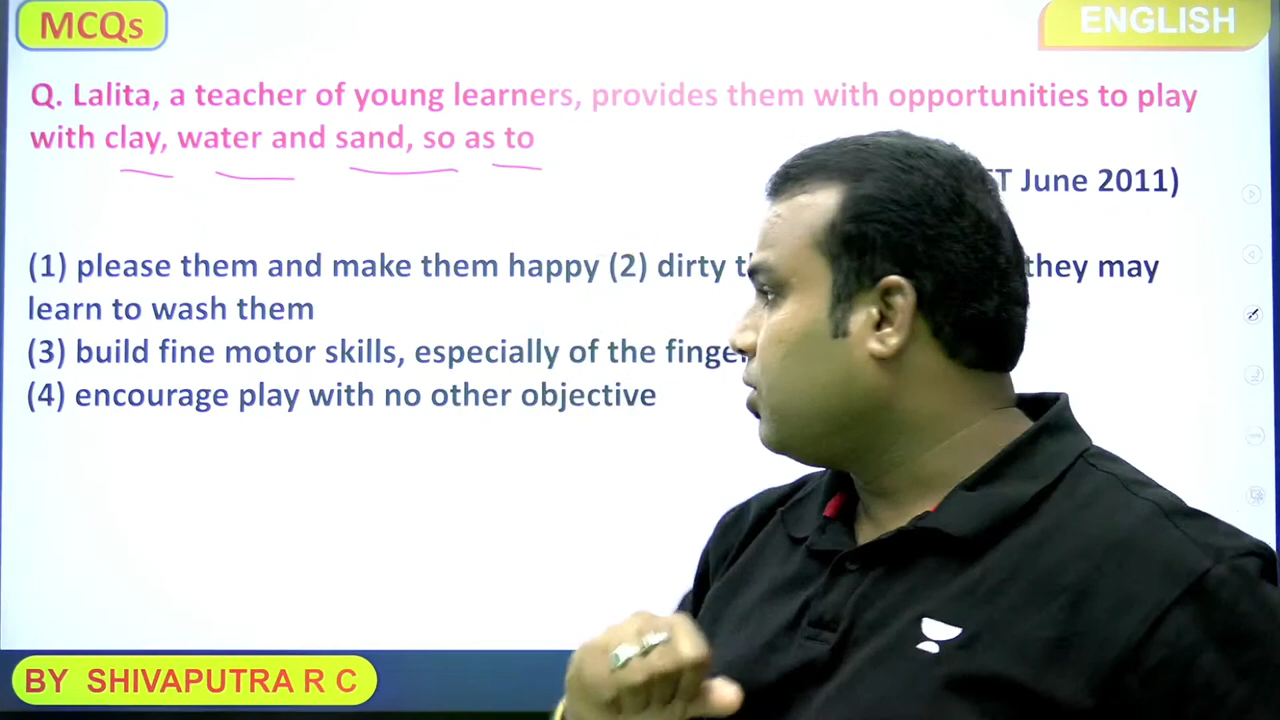 MCQs
ENGLISH
Q. Lalita, a teacher of young learners, provides them with opportunities to play
with clay, water and sand, so as to
June 2011)
(1) please them and make them happy (2) dirty they may
learn to wash them
(3) build fine motor skills, especially of the
(4) encourage play with no other objective
BY SHIVAPUTRA R C